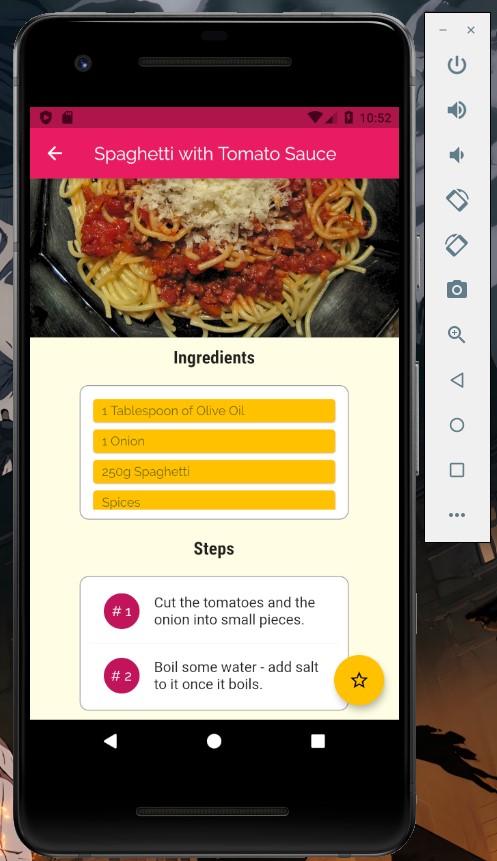 10:52
Spaghetti with Tomato Sauce
Ingredients
1 Tablespoon of Olive Oil
1 Onion
250g Spaghetti
Spices
Steps
# 1
Cut the tomatoes and the
onion into small pieces.
# 2
Boil some water - add salt
to it once it boils.